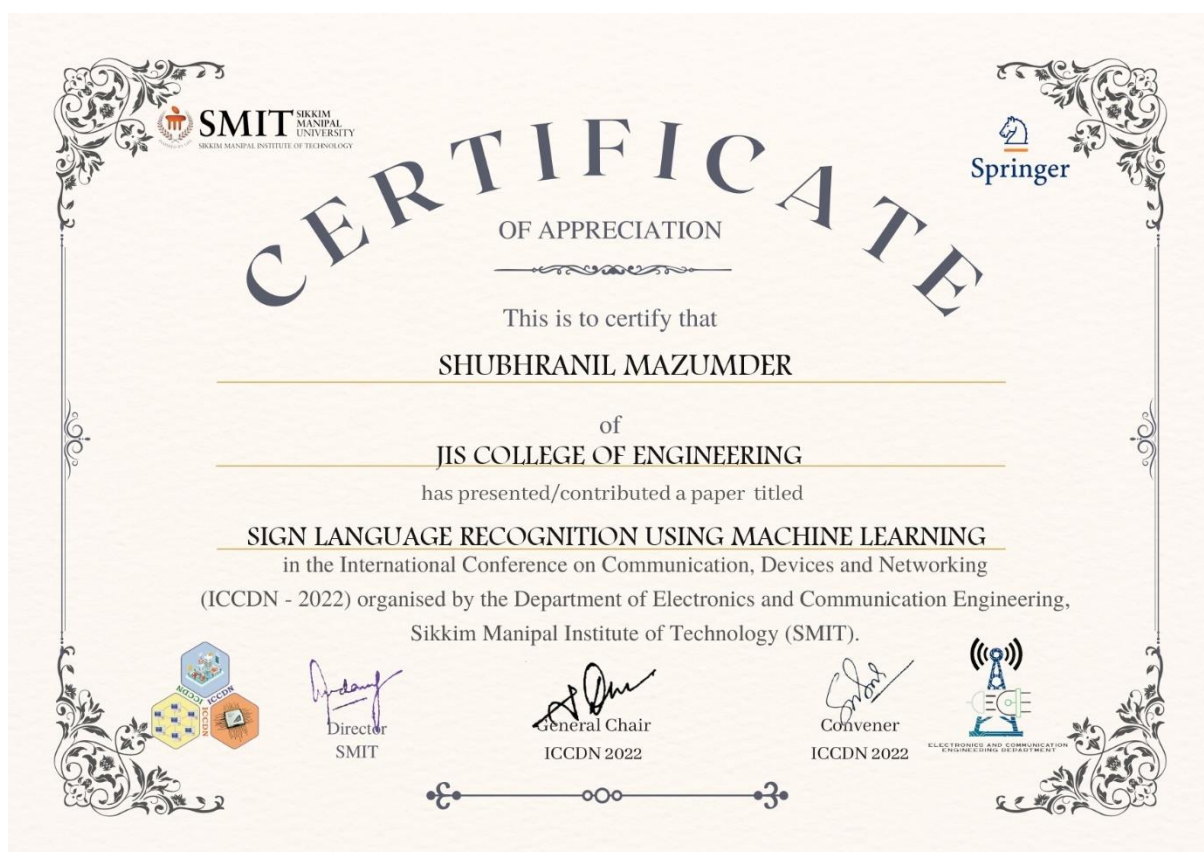 SMIT SIKKIM MANIPAL UNIVERSITY
SIKKIM MANIPAL INSTITUTE OF TECHNOLOGY
Springer
CERTIFICATE
OF APPRECIATION
This is to certify that
SHUBHRANIL MAZUMDER
of
JIS COLLEGE OF ENGINEERING
has presented/contributed a paper titled
SIGN LANGUAGE RECOGNITION USING MACHINE LEARNING
in the International Conference on Communication, Devices and Networking
(ICCDN - 2022) organised by the Department of Electronics and Communication Engineering,
Sikkim Manipal Institute of Technology (SMIT).
ICCDN ICCDN
ICCDN
Director
SMIT
General Chair
ICCDN 2022
Convener
ICCDN 2022
ELECTRONICS AND COMMUNICATION
ENGINEERING DEPARTMENT